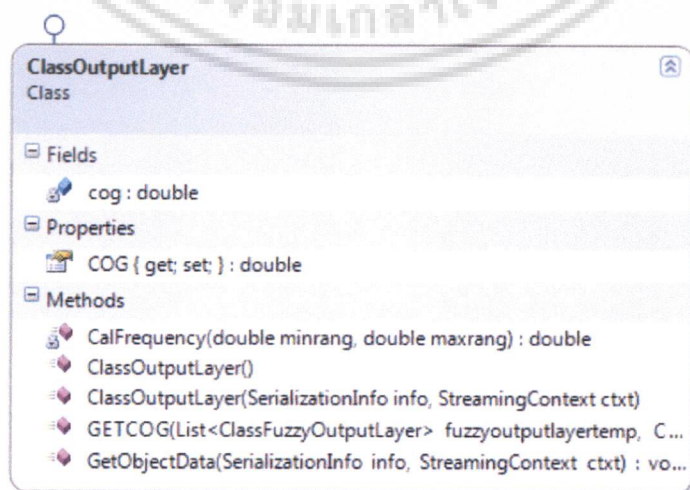 ClassOutputLayer
Class
Fields
cog : double
Properties
COG { get; set; } : double
Methods
CalFrequency(double minrang, double maxrang) : double
ClassOutputLayer()
ClassOutputLayer(SerializationInfo info, StreamingContext ctxt)
GETCOG(List<ClassFuzzyOutputLayer> fuzzyoutputlayertemp, C...
GetObjectData(SerializationInfo info, StreamingContext ctxt) : vo...